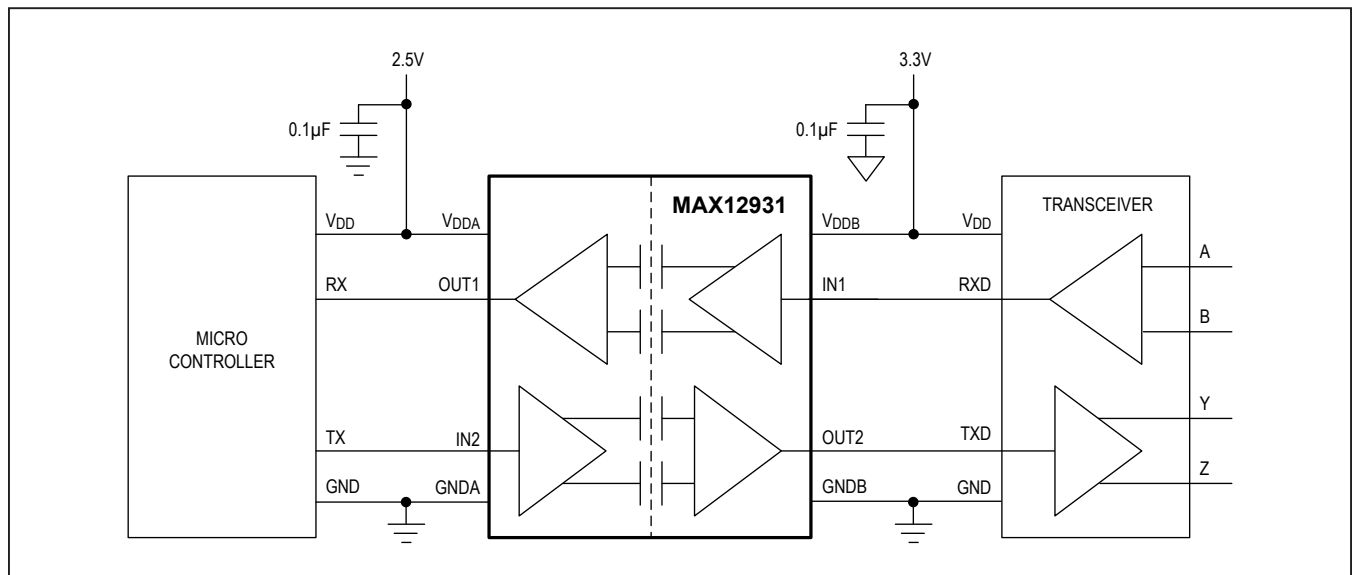 2.5V
3.3V
0.1µF
0.1µF
MAX12931
TRANSCEIVER
VDD
VDDA
VDDB
VDD
A
RX
OUT1
IN1
RXD
B
MICRO
CONTROLLER
Y
TX
IN2
OUT2
TXD
Z
GND
GNDA
GNDB
GND